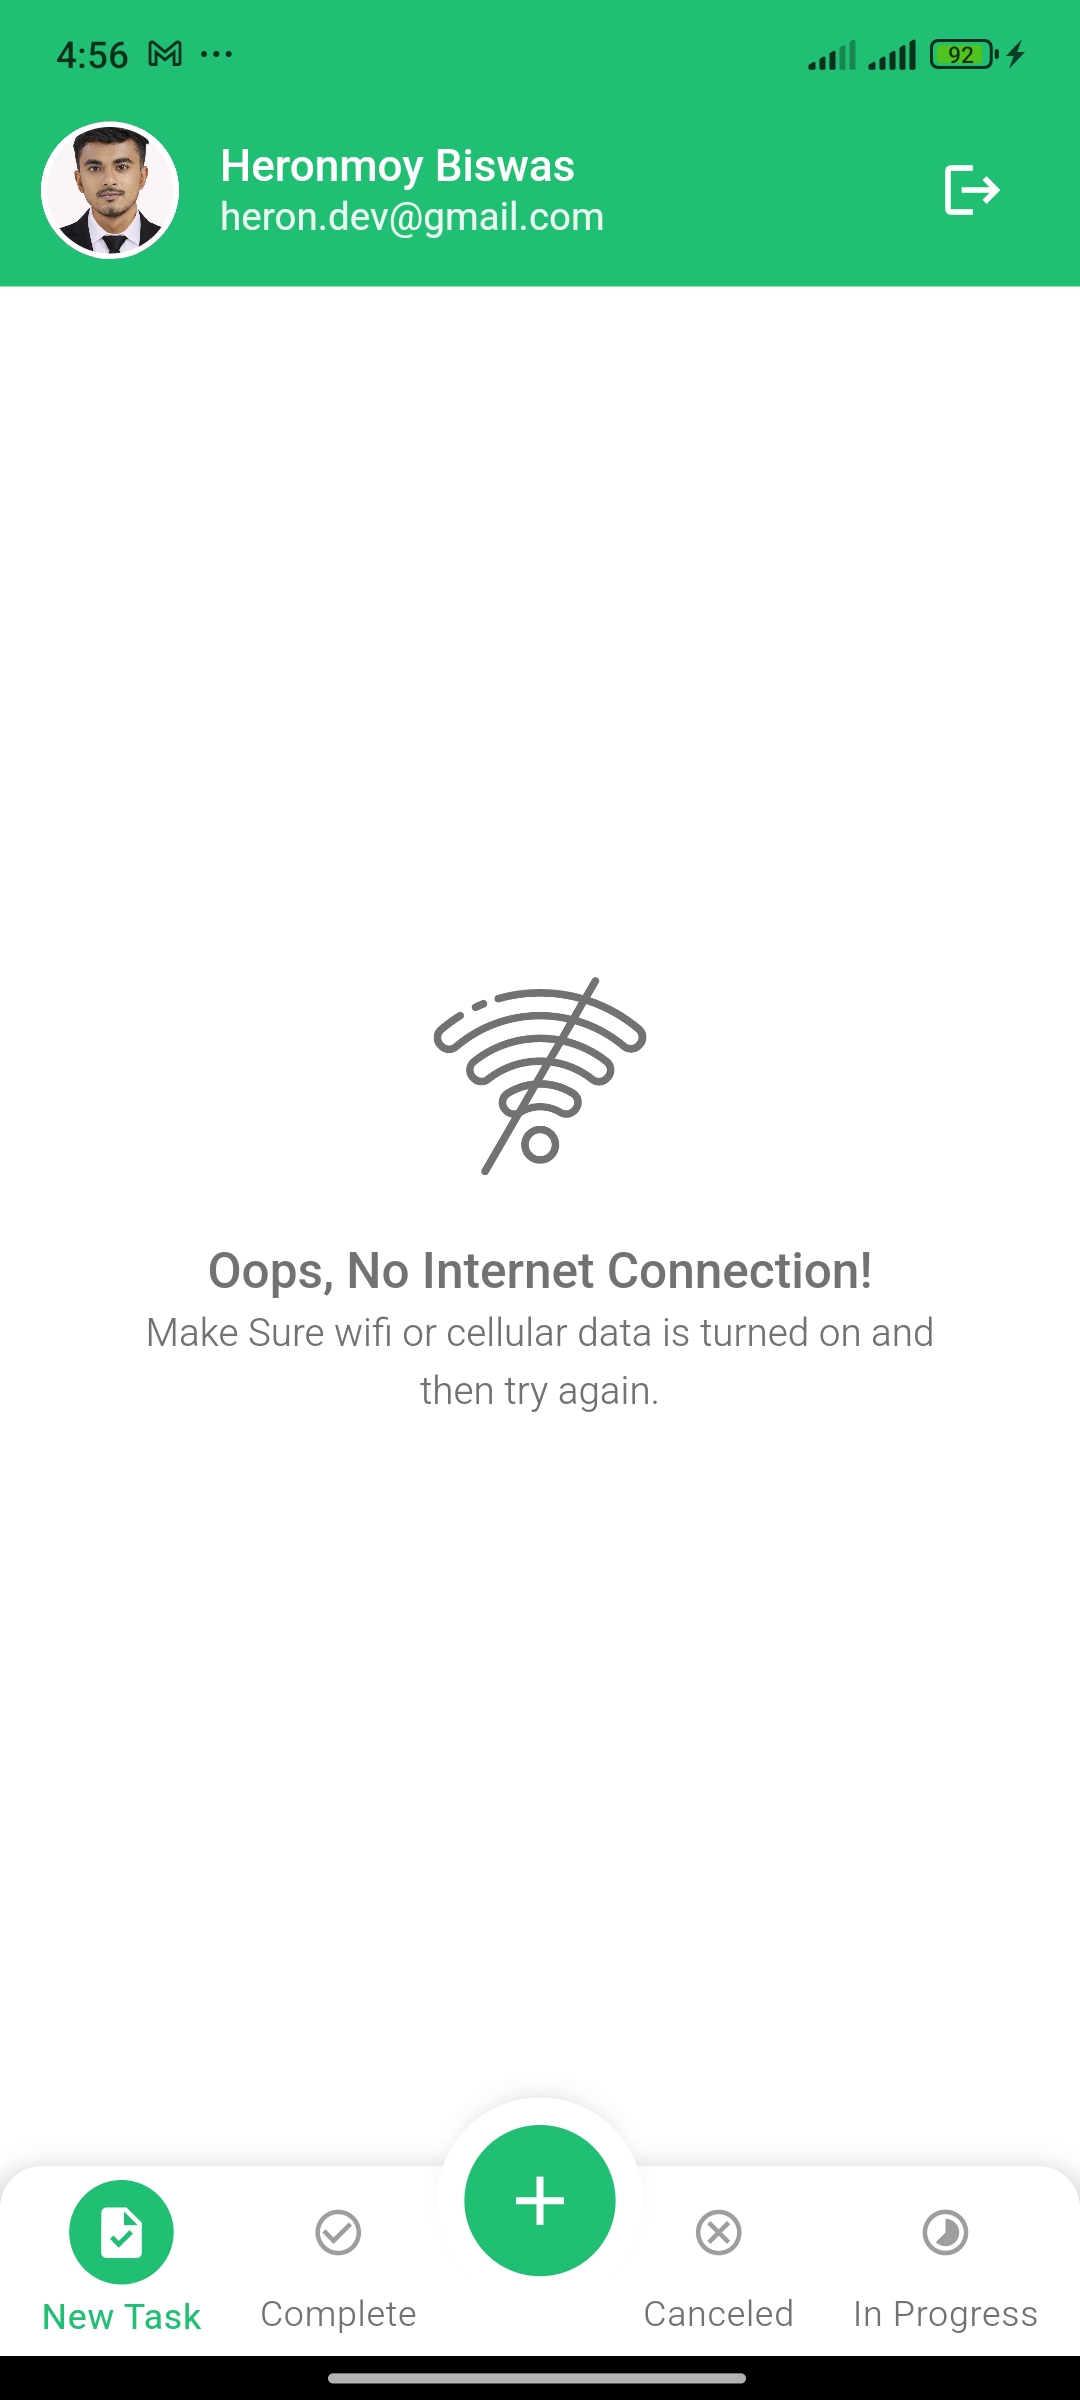 4:56
92
Heronmoy Biswas
heron.dev@gmail.com
Oops, No Internet Connection!
Make Sure wifi or cellular data is turned on and
then try again.
New Task
Complete
Canceled
In Progress